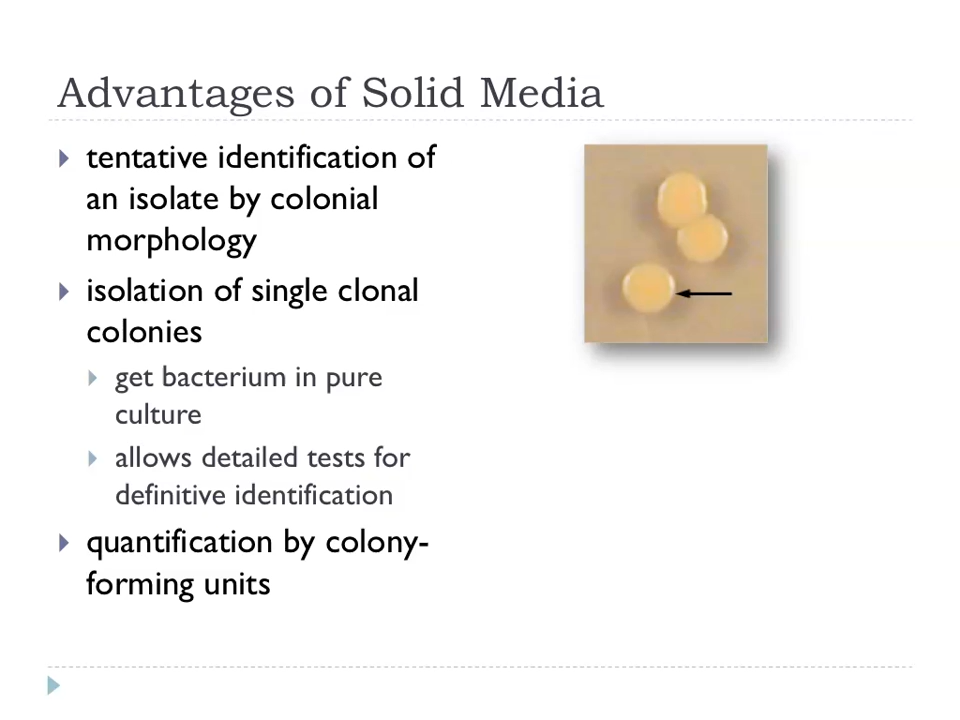 Advantages of Solid Media
tentative identification of
an isolate by colonial
morphology
isolation of single clonal
colonies
get bacterium in pure
culture
allows detailed tests for
definitive identification
quantification by colony-
forming units